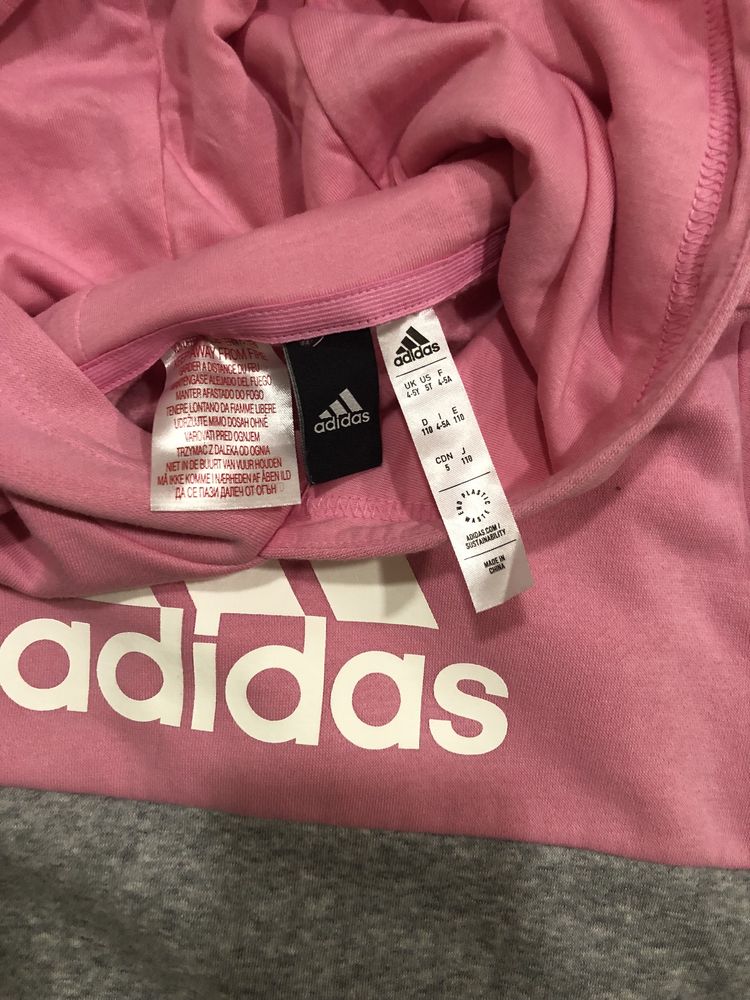 AWAY FROM FIRE
GARDER A DISTANCE DU FEU
MANTENGASE ALEJADO DEL FUEGO
MANTER AFASTADO DO FOGO
TENERE LONTANO DA FIAMME LIBERE
UDRŽUJTE MIMO DOSAH OHNĚ
VAROVATI PRED OGNJEM
TRZYMAĆ Z DALEKA OD OGNIA
NIET IN DE BUURT VAN VUUR HOUDEN
MÅ IKKE KOMME I NÆRHEDEN AF ÅBEN ILD
ДА СЕ ПАЗИ ДАЛЕЧ ОТ ОГЪН
adidas
adidas
UK US F
4-5Y 5T 4-5A
D I E
110 4-5A 110
CDN J
5 110
END PLASTIC WASTE
ADIDAS.COM/
SUSTAINABILITY
MADE IN
CHINA
adidas